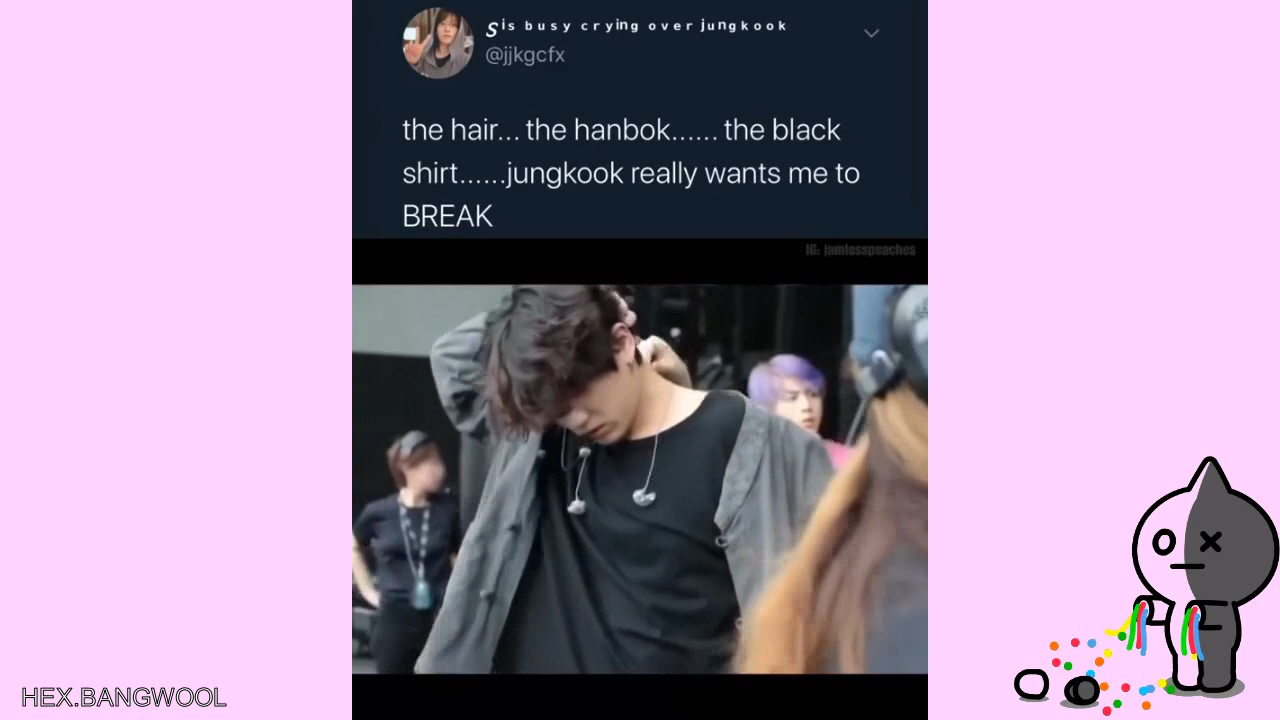 sis busy crying over jungkook
@jjkgcfx
the hair... the hanbok...... the black
shirt......jungkook really wants me to
BREAK
IG: jamlesspeaches
HEX.BANGWOOL